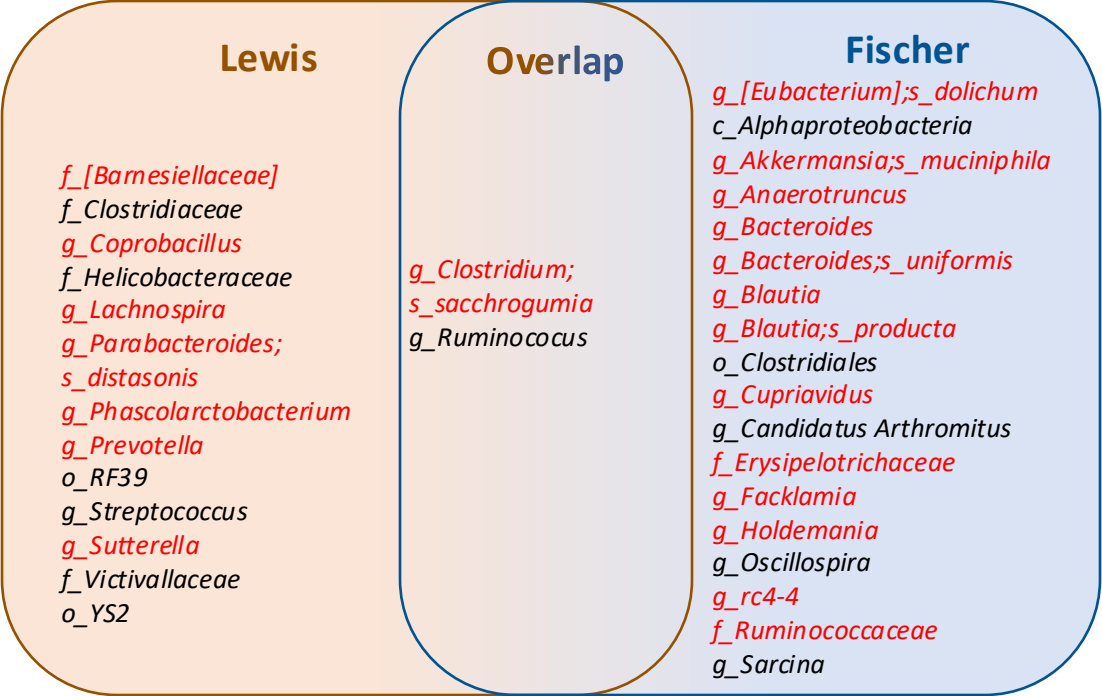 Lewis
f_[Barnesiellaceae]
f_Clostridiaceae
g_Coprobacillus
f_Helicobacteraceae
g_Lachnospira
g_Parabacteroides;
s_distasonis
g_Phascolarctobacterium
g_Prevotella
o_RF39
g_Streptococcus
g_Sutterella
f_Victivallaceae
o_YS2
Overlap
g_Clostridium;
s_sacchrogumia
g_Ruminococus
Fischer
g_[Eubacterium];s_dolichum
c_Alphaproteobacteria
g_Akkermansia;s_muciniphila
g_Anaerotruncus
g_Bacteroides
g_Bacteroides;s_uniformis
g_Blautia
g_Blautia;s_producta
o_Clostridiales
g_Cupriavidus
g_Candidatus Arthromitus
f_Erysipelotrichaceae
g_Facklamia
g_Holdemania
g_Oscillospira
g_rc4-4
f_Ruminococcaceae
g_Sarcina